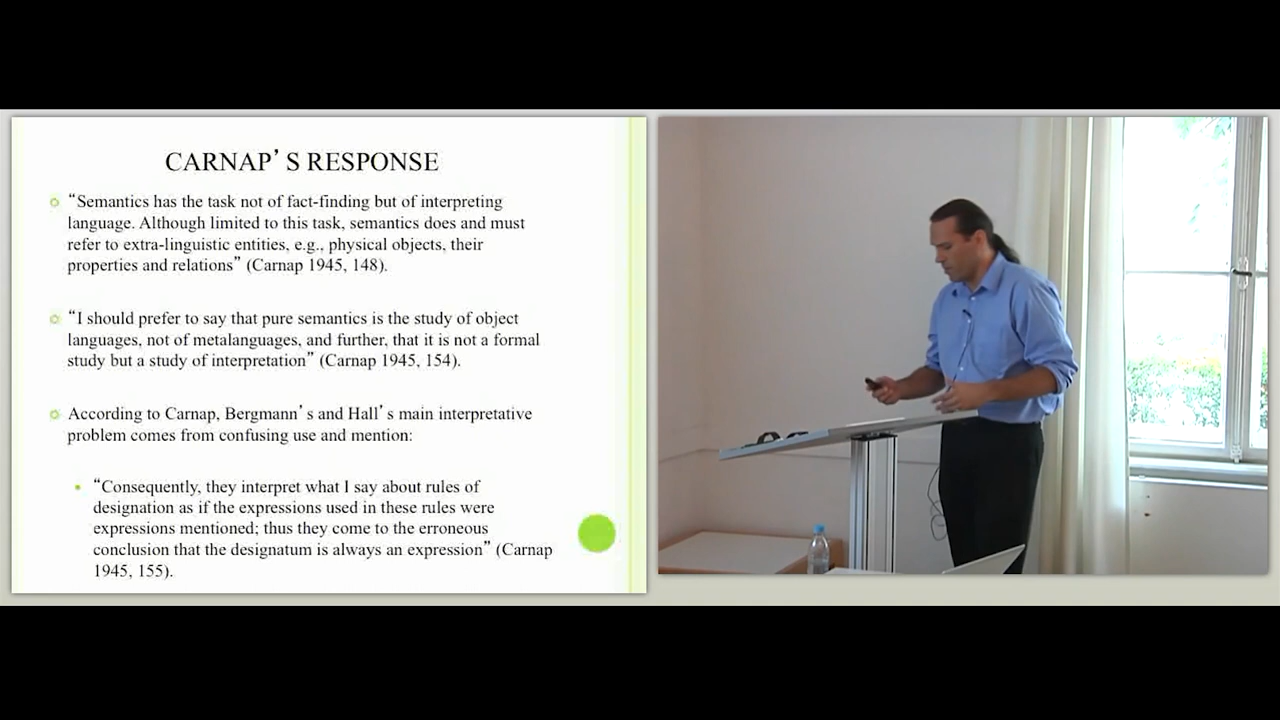 CARNAP’S RESPONSE
“Semantics has the task not of fact-finding but of interpreting
language. Although limited to this task, semantics does and must
refer to extra-linguistic entities, e.g., physical objects, their
properties and relations” (Carnap 1945, 148).
“I should prefer to say that pure semantics is the study of object
languages, not of metalanguages, and further, that it is not a formal
study but a study of interpretation” (Carnap 1945, 154).
According to Carnap, Bergmann’s and Hall’s main interpretative
problem comes from confusing use and mention:
“Consequently, they interpret what I say about rules of
designation as if the expressions used in these rules were
expressions mentioned; thus they come to the erroneous
conclusion that the designatum is always an expression” (Carnap
1945, 155).